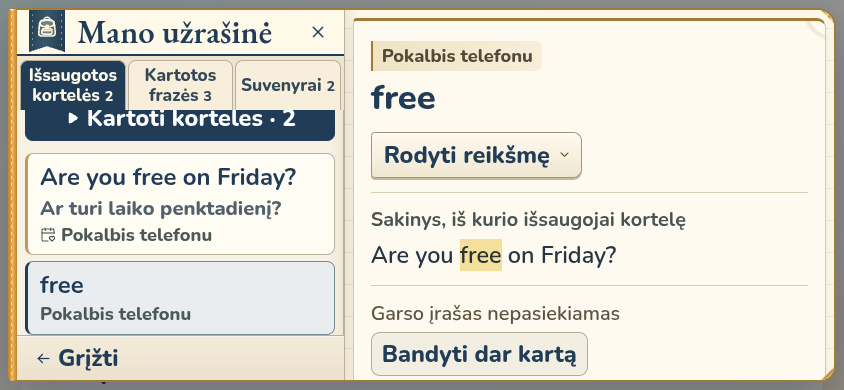 Mano užrašinė
×
Išsaugotos
kortelės 2
Kartotos
frazės 3
Suvenyrai 2
Kartoti korteles · 2
Are you free on Friday?
Ar turi laiko penktadienį?
Pokalbis telefonu
free
Pokalbis telefonu
← Grįžti
Pokalbis telefonu
free
Rodyti reikšmę
Sakinys, iš kurio išsaugojai kortelę
Are you free on Friday?
Garso įrašas nepasiekiamas
Bandyti dar kartą